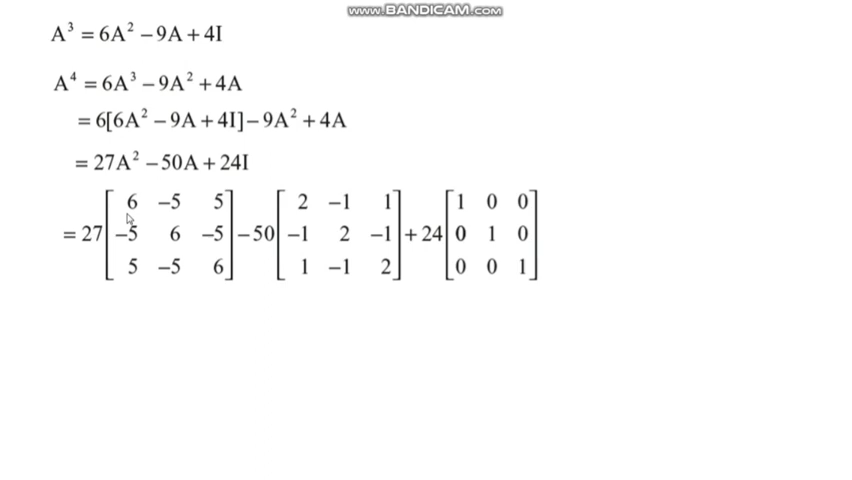 www.BANDICAM.com
A³ = 6A² – 9A + 4I
A⁴ = 6A³ – 9A² + 4A
= 6[6A² – 9A + 4I] – 9A² + 4A
= 27A² – 50A + 24I
= 27 [6 –5 5; –5 6 –5; 5 –5 6] – 50 [2 –1 1; –1 2 –1; 1 –1 2] + 24 [1 0 0; 0 1 0; 0 0 1]